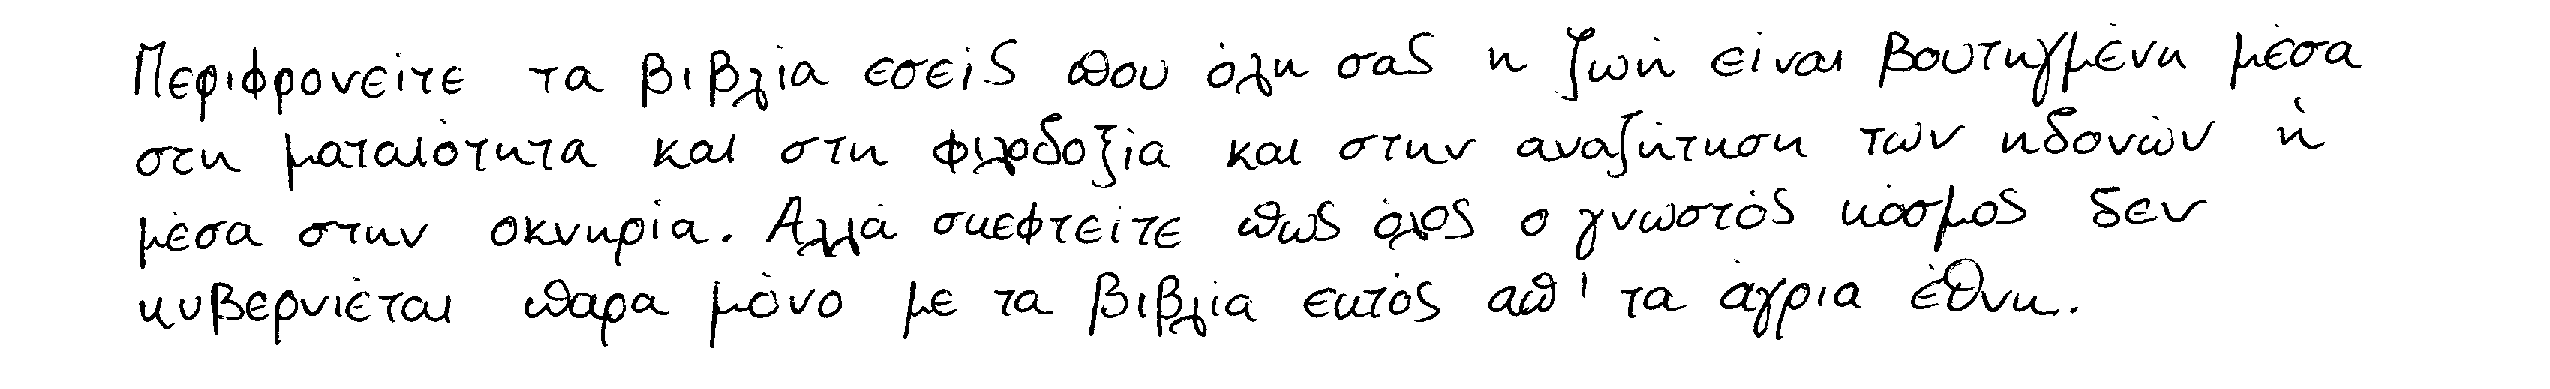 Περιφρονείτε τα βιβλία εσείς που όλη σας η ζωή είναι βουτηγμένη μέσα
στη ματαιότητα και στη φιλοδοξία και στην αναζήτηση των ηδονών ή
μέσα στην οκνηρία. Αλλά σκεφτείτε πως όλος ο γνωστός κόσμος δεν
κυβερνιέται παρα μόνο με τα βιβλία εκτός απ' τα άγρια έθνη.